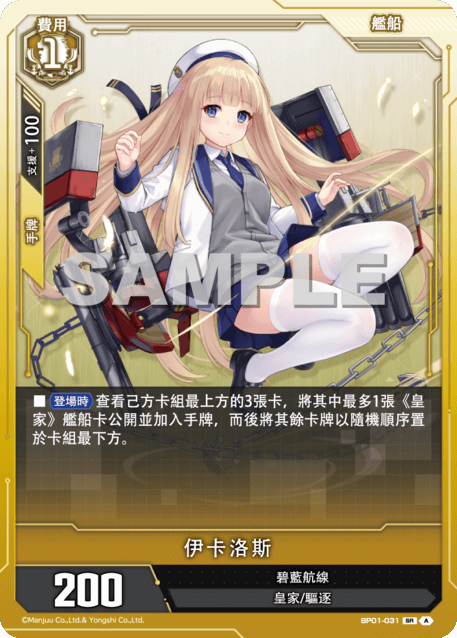 費用
1
艦船
支援+100
手牌
SAMPLE
■ 登場時 查看己方卡組最上方的3張卡，將其中最多1張《皇
家》艦船卡公開並加入手牌，而後將其餘卡牌以隨機順序置
於卡組最下方。
伊卡洛斯
200
碧藍航線
皇家/驅逐
©Manjuu Co.,Ltd.& Yongshi Co.,Ltd.
BP01-031 SR A